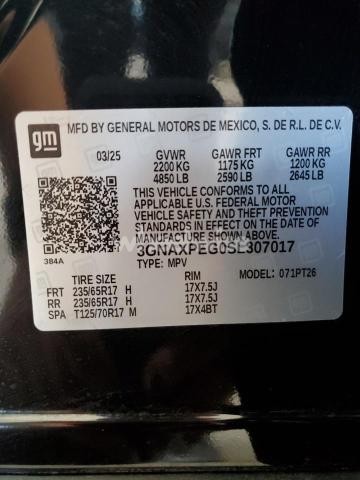 gm MFD BY GENERAL MOTORS DE MEXICO, S. DE R.L. DE C.V.
03/25 GVWR GAWR FRT GAWR RR
2200 KG 1175 KG 1200 KG
4850 LB 2590 LB 2645 LB
THIS VEHICLE CONFORMS TO ALL
APPLICABLE U.S. FEDERAL MOTOR
VEHICLE SAFETY AND THEFT PREVENTION
STANDARDS IN EFFECT ON THE DATE OF
MANUFACTURE SHOWN ABOVE.
3GNAXPEG0SL307017
384A
TYPE: MPV
TIRE SIZE RIM MODEL: 071PT26
FRT 235/65R17 H 17X7.5J
RR 235/65R17 H 17X7.5J
SPA T125/70R17 M 17X4BT